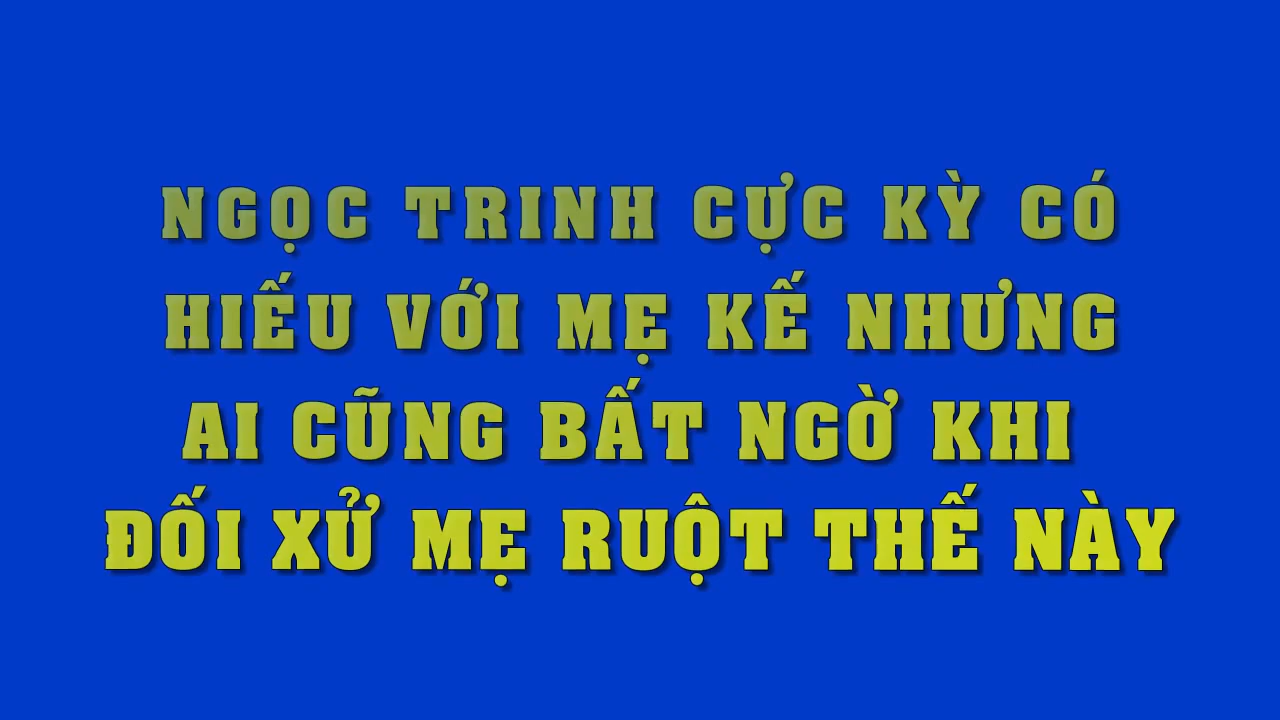 NGỌC TRINH CỰC KỲ CÓ
HIẾU VỚI MẸ KẾ NHƯNG
AI CŨNG BẤT NGỜ KHI
ĐỐI XỬ MẸ RUỘT THẾ NÀY